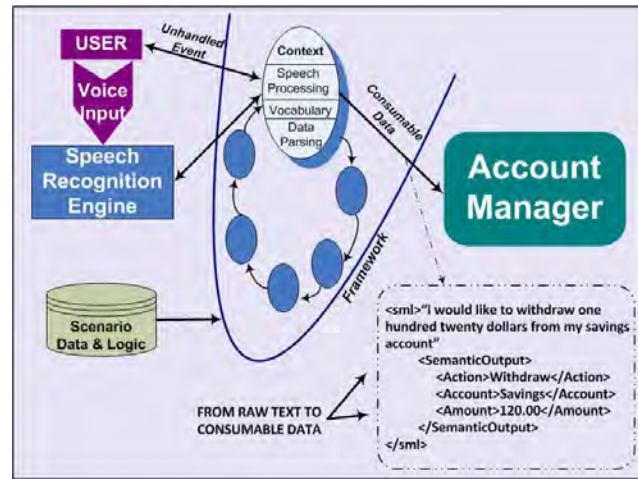 USER
Unhandled
Event
Voice
Input
Speech
Recognition
Engine
Context
Speech
Processing
Vocabulary
Data
Parsing
Consumable
Data
Account
Manager
Framework
Scenario
Data & Logic
FROM RAW TEXT TO
CONSUMABLE DATA
<sml>"i would like to withdraw one
hundred twenty dollars from my savings
account"
<SemanticOutput>
<Action>Withdraw</Action>
<Account>Savings</Account>
<Amount>120.00</Amount>
</SemanticOutput>
</sml>